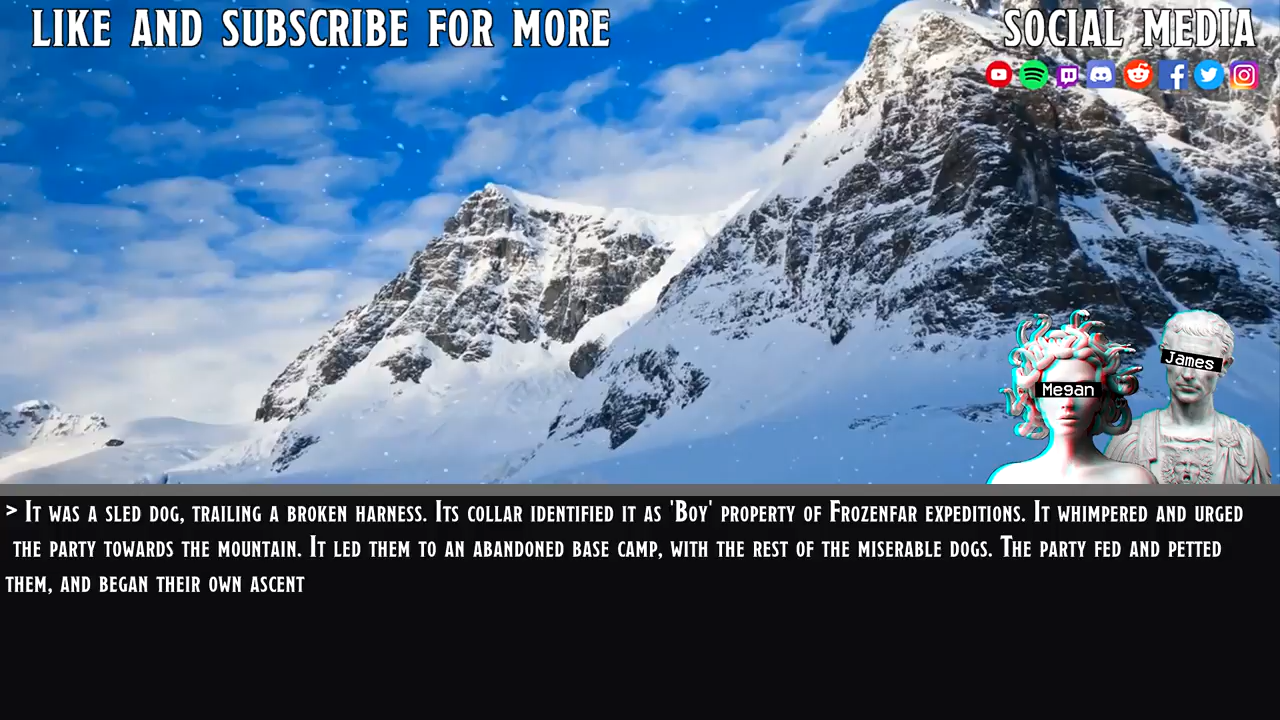 LIKE AND SUBSCRIBE FOR MORE
SOCIAL MEDIA
Megan
James
> It was a sled dog, trailing a broken harness. Its collar identified it as 'Boy' property of Frozenfar expeditions. It whimpered and urged
the party towards the mountain. It led them to an abandoned base camp, with the rest of the miserable dogs. The party fed and petted
them, and began their own ascent